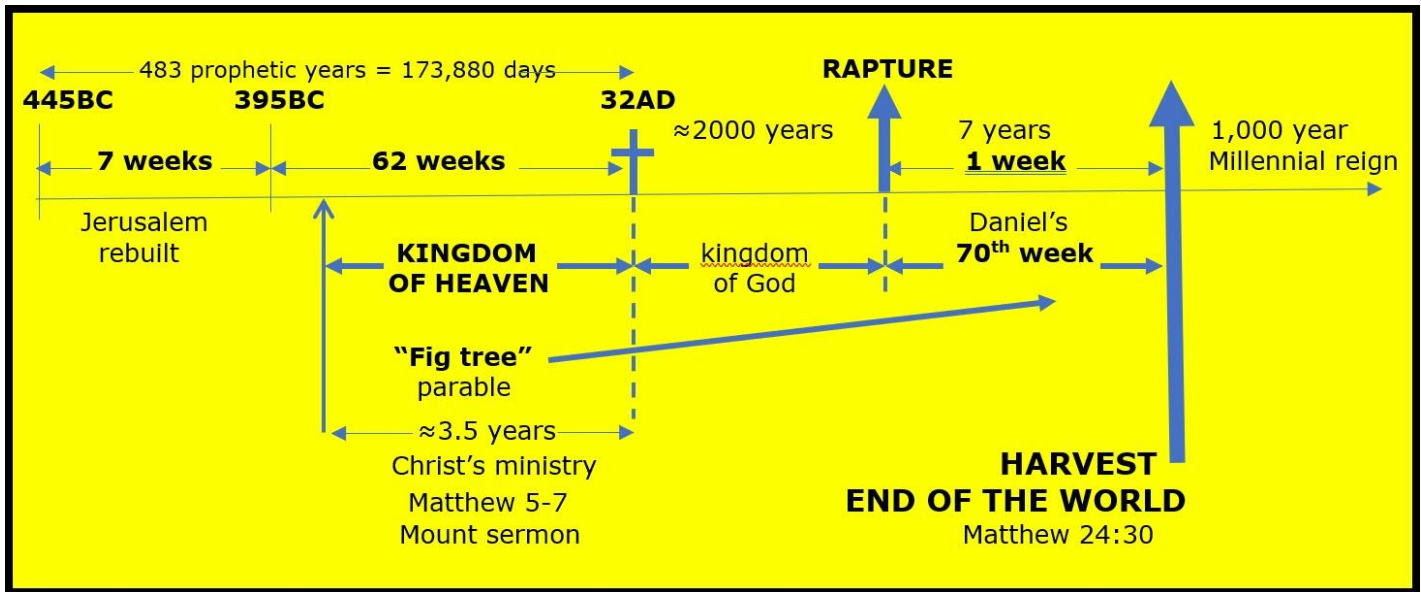 483 prophetic years = 173,880 days
RAPTURE
445BC
395BC
32AD
≈2000 years
7 years
1,000 year
7 weeks
62 weeks
1 week
Millennial reign
Jerusalem
rebuilt
KINGDOM
OF HEAVEN
kingdom
of God
Daniel’s
70th week
“Fig tree”
parable
≈3.5 years
Christ’s ministry
Matthew 5-7
Mount sermon
HARVEST
END OF THE WORLD
Matthew 24:30